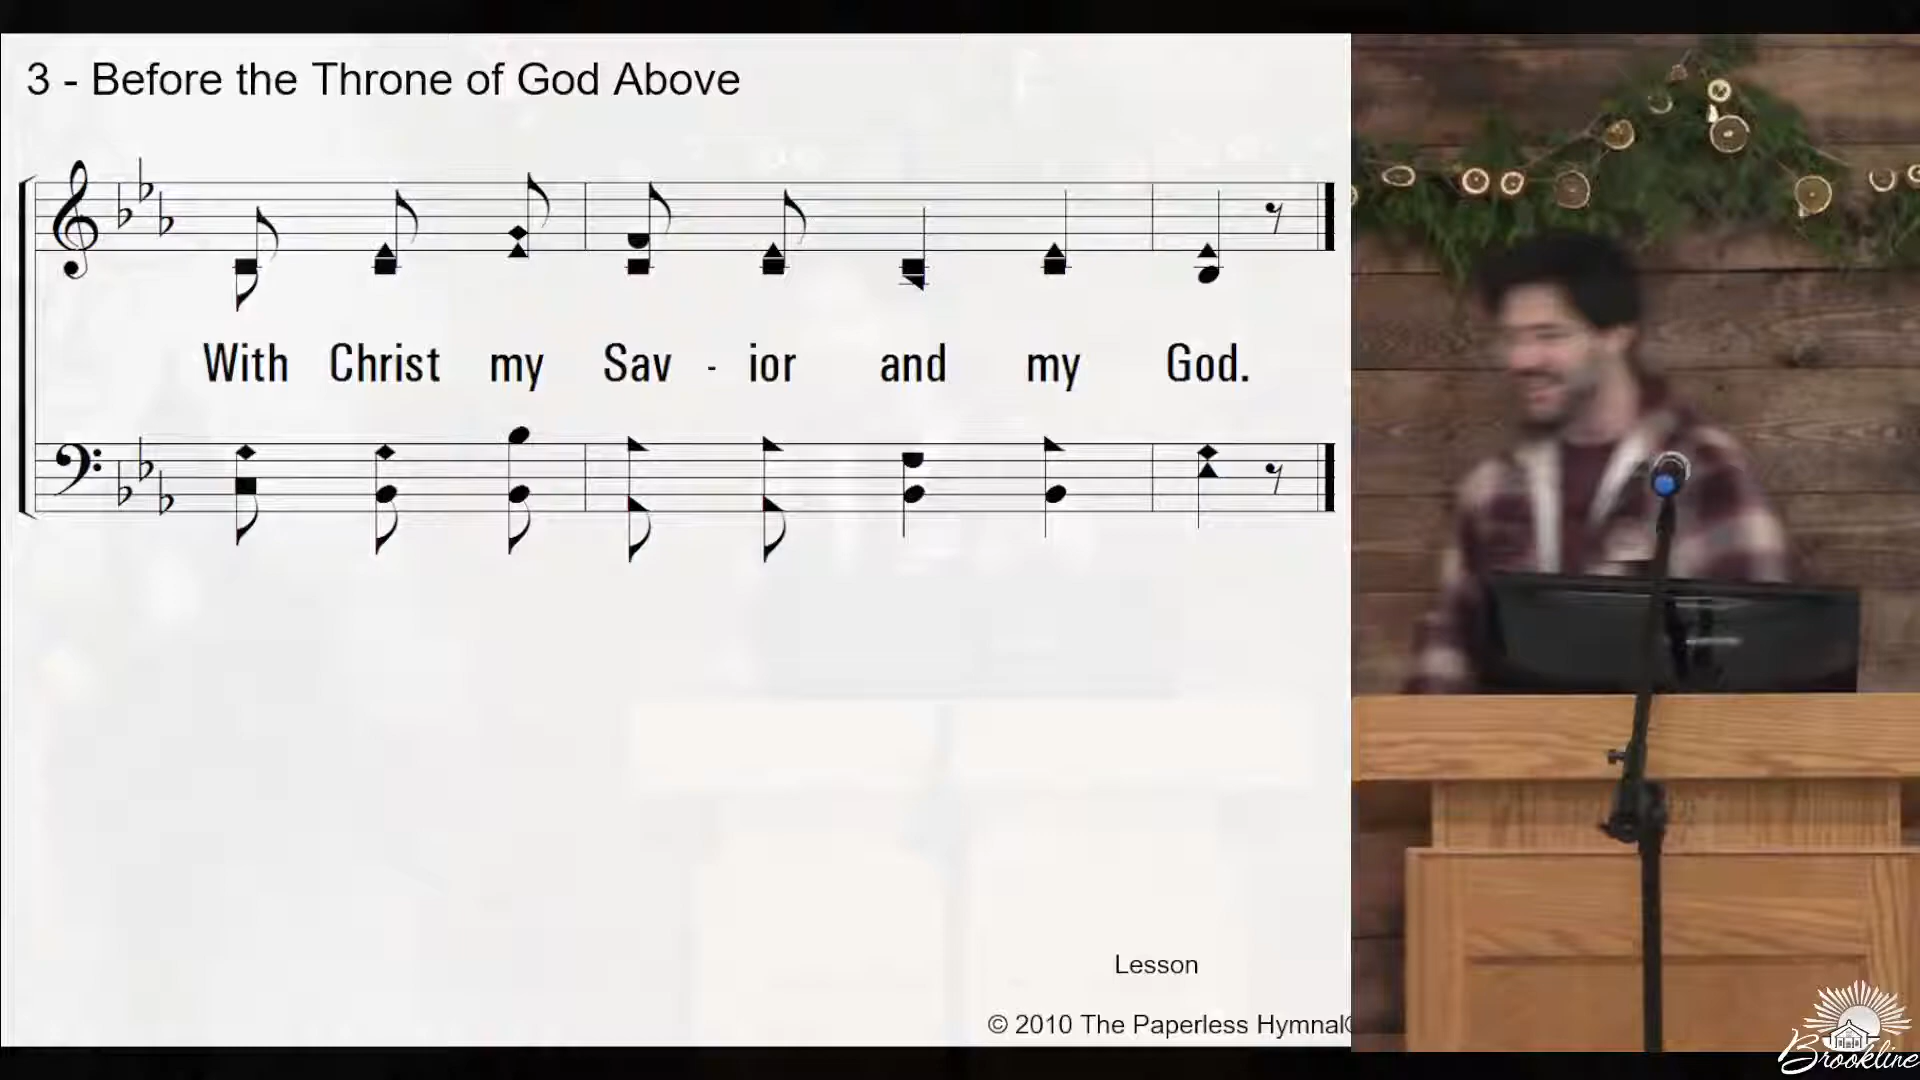 3 - Before the Throne of God Above
With Christ my Sav - ior and my God.
Lesson
© 2010 The Paperless Hymnal
Brookline